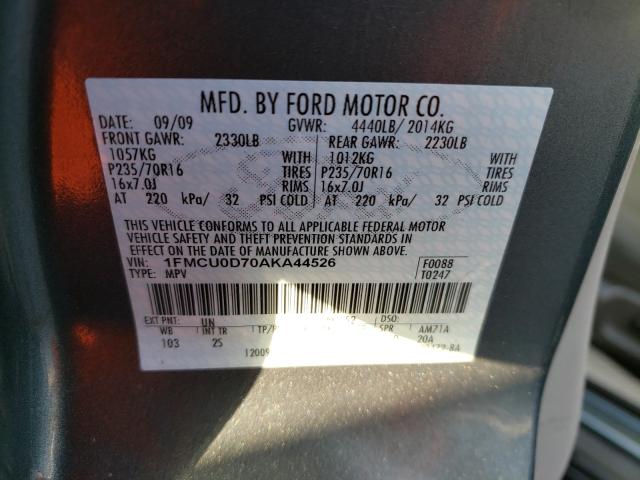 MFD. BY FORD MOTOR CO.
DATE: 09/09 GVWR: 4440LB/ 2014KG
FRONT GAWR: 2330LB REAR GAWR: 2230LB
1057KG WITH 1012KG WITH
P235/70R16 TIRES P235/70R16 TIRES
16x7.0J RIMS 16x7.0J RIMS
AT 220 kPa/ 32 PSI COLD AT 220 kPa/ 32 PSI COLD
THIS VEHICLE CONFORMS TO ALL APPLICABLE FEDERAL MOTOR
VEHICLE SAFETY AND THEFT PREVENTION STANDARDS IN
EFFECT ON THE DATE OF MANUFACTURE SHOWN ABOVE.
VIN: 1FMCU0D70AKA44526 F0088
TYPE: MPV T0247
EXT PNT: UN DSO:
WB INT TR TP/ SPR AM71A
103 25 20A